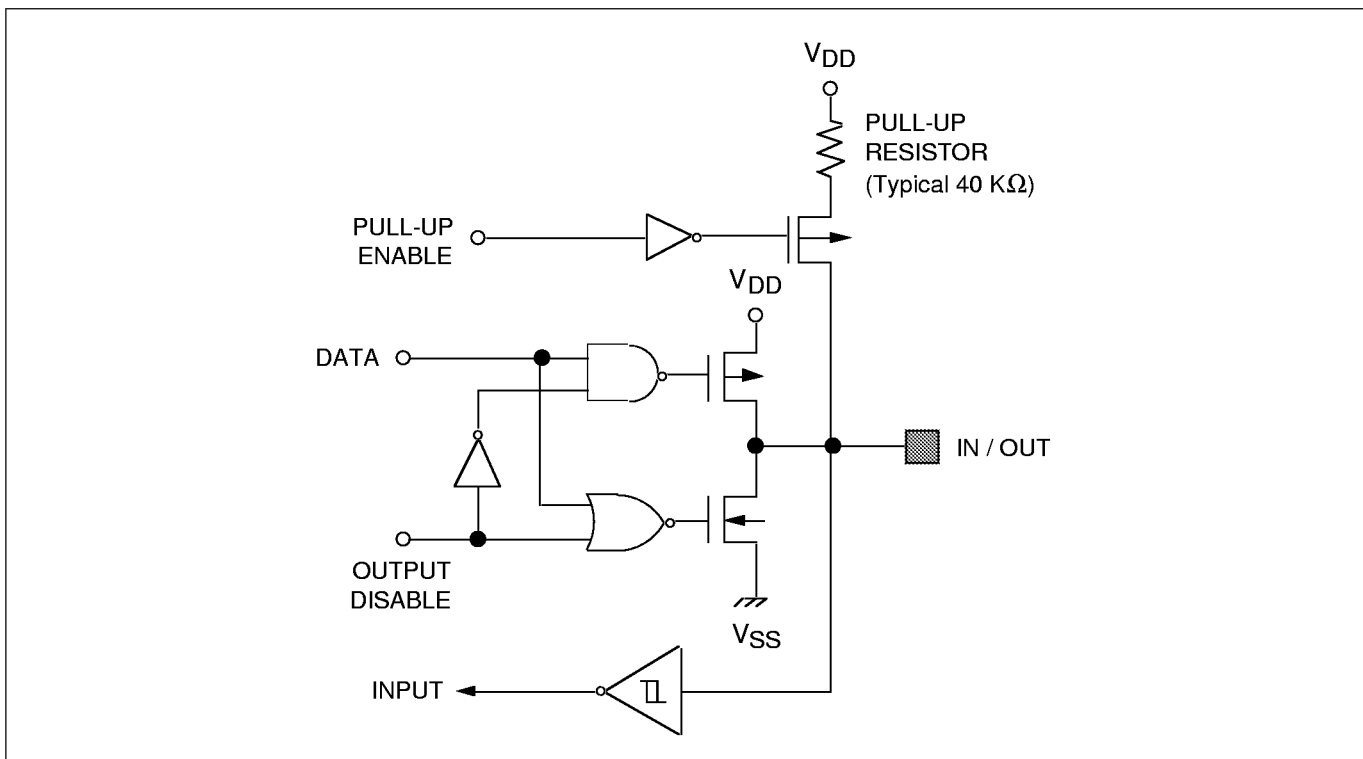 VDD
PULL-UP
RESISTOR
(Typical 40 KΩ)
PULL-UP
ENABLE
VDD
DATA
IN / OUT
OUTPUT
DISABLE
VSS
INPUT